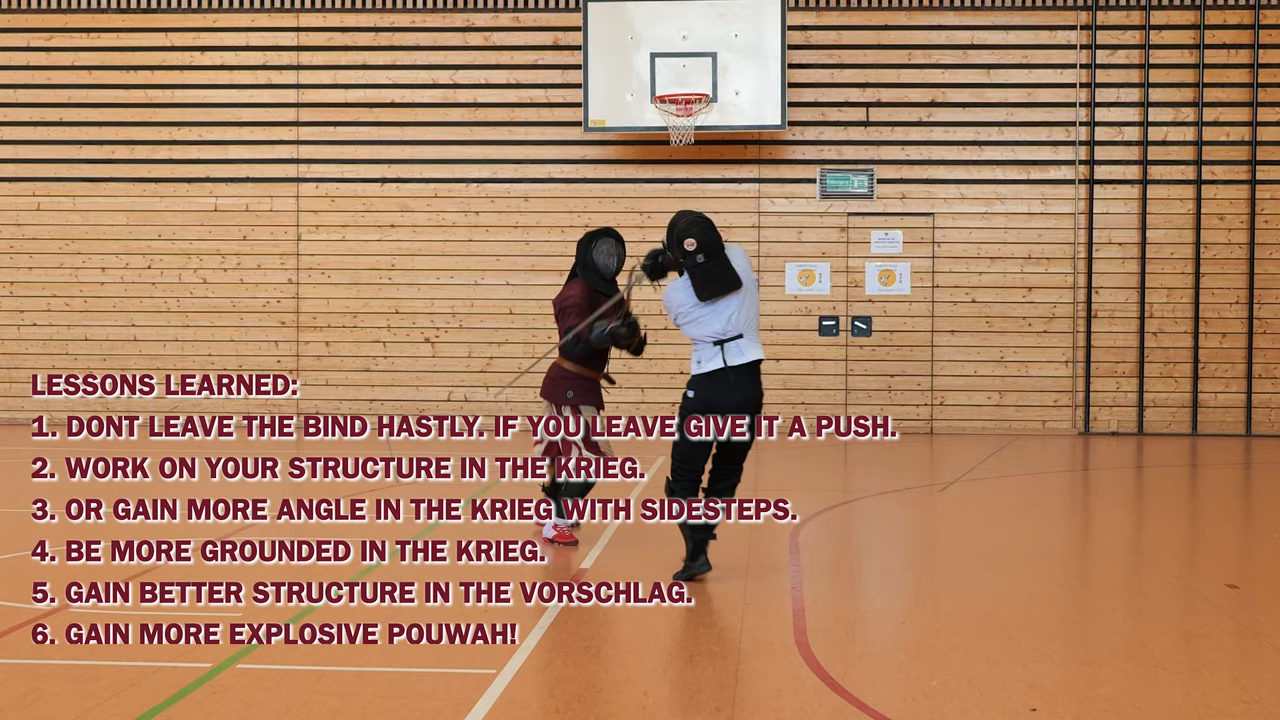 LESSONS LEARNED:
1. DONT LEAVE THE BIND HASTLY. IF YOU LEAVE GIVE IT A PUSH.
2. WORK ON YOUR STRUCTURE IN THE KRIEG.
3. OR GAIN MORE ANGLE IN THE KRIEG WITH SIDESTEPS.
4. BE MORE GROUNDED IN THE KRIEG.
5. GAIN BETTER STRUCTURE IN THE VORSCHLAG.
6. GAIN MORE EXPLOSIVE POUWAH!